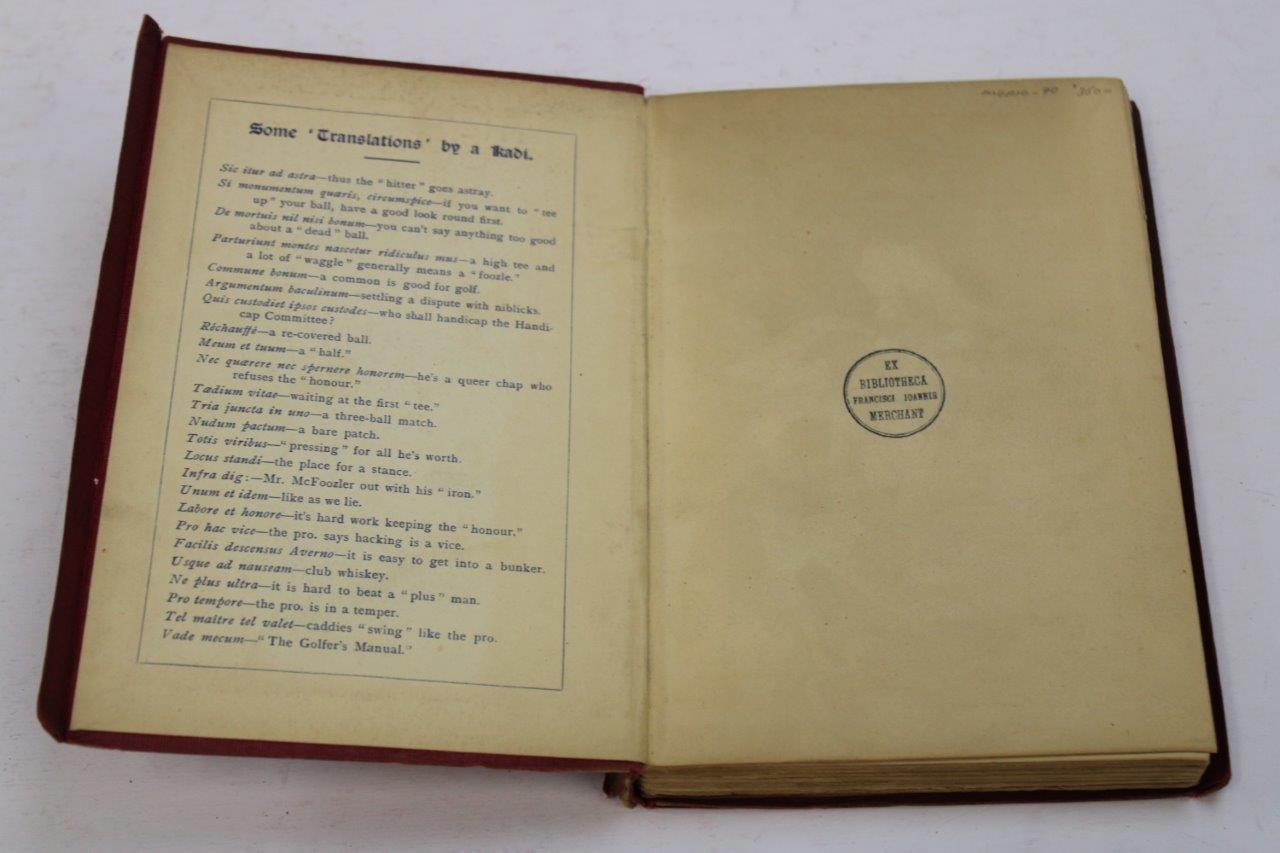 Some ‘Translations’ by a Kadi.
Sic itur ad astra—thus the “hitter” goes astray.
Si monumentum quæris, circumspice—if you want to “tee
up” your ball, have a good look round first.
De mortuis nil nisi bonum—you can't say anything too good
about a “dead” ball.
Parturiunt montes nascetur ridiculus mus—a high tee and
a lot of “waggle” generally means a “foozle.”
Commune bonum—a common is good for golf.
Argumentum baculinum—settling a dispute with niblicks.
Quis custodiet ipsos custodes—who shall handicap the Handi-
cap Committee?
Réchauffé—a re-covered ball.
Meum et tuum—a “half.”
Nec quærere nec spernere honorem—he's a queer chap who
refuses the “honour.”
Tædium vitae—waiting at the first “tee.”
Tria juncta in uno—a three-ball match.
Nudum pactum—a bare patch.
Totis viribus—“pressing” for all he's worth.
Locus standi—the place for a stance.
Infra dig:—Mr. McFoozler out with his “iron.”
Unum et idem—like as we lie.
Labore et honore—it's hard work keeping the “honour.”
Pro hac vice—the pro. says hacking is a vice.
Facilis descensus Averno—it is easy to get into a bunker.
Usque ad nauseam—club whiskey.
Ne plus ultra—it is hard to beat a “plus” man.
Pro tempore—the pro. is in a temper.
Tel maître tel valet—caddies “swing” like the pro.
Vade mecum—“The Golfer's Manual.”
EX
BIBLIOTHECA
FRANCISCI IOANNIS
MERCHANT